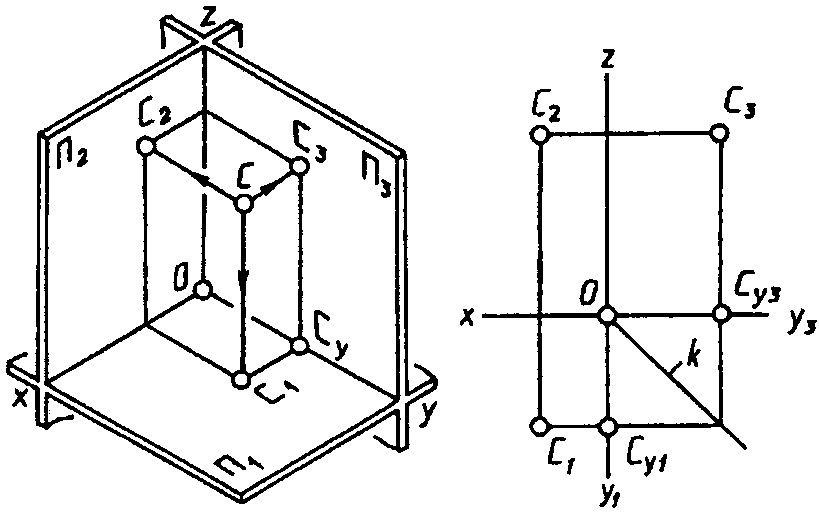 z
C₂
C₃
П₂
C
П₃
O
Cy
x
C₁
y
П₁
z
C₂
C₃
O
Cy₃
x
y₃
k
C₁
Cy₁
y₁